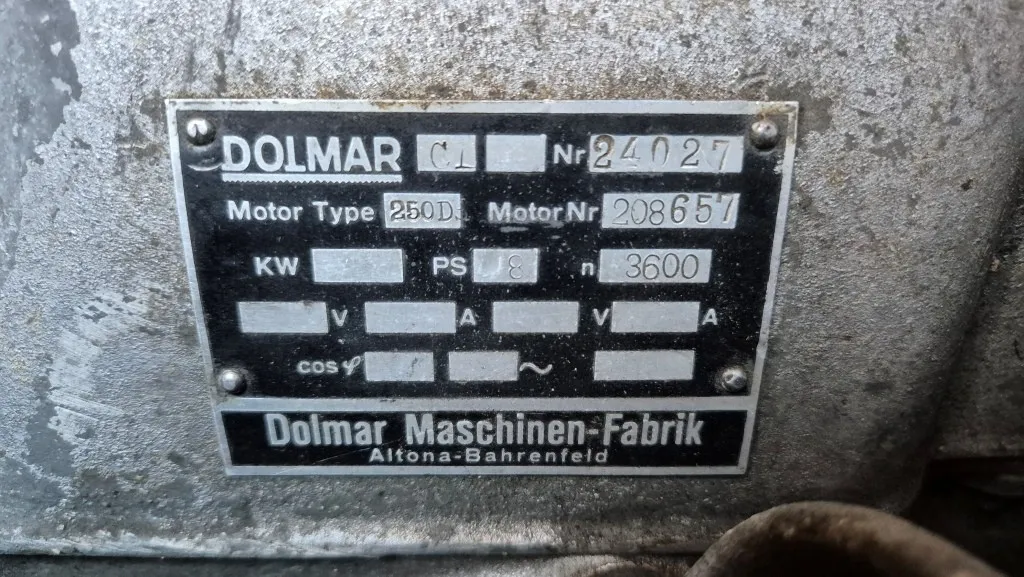 DOLMAR CL Nr 24027
Motor Type 250D. Motor Nr 208657
KW PS 8 n 3600
V A V A
cos φ ~
Dolmar Maschinen-Fabrik
Altona-Bahrenfeld